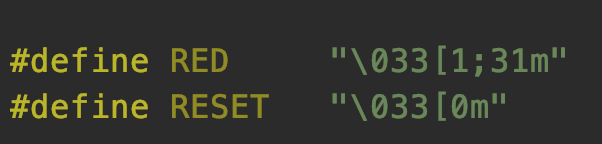 #define RED     "\033[1;31m"
#define RESET   "\033[0m"